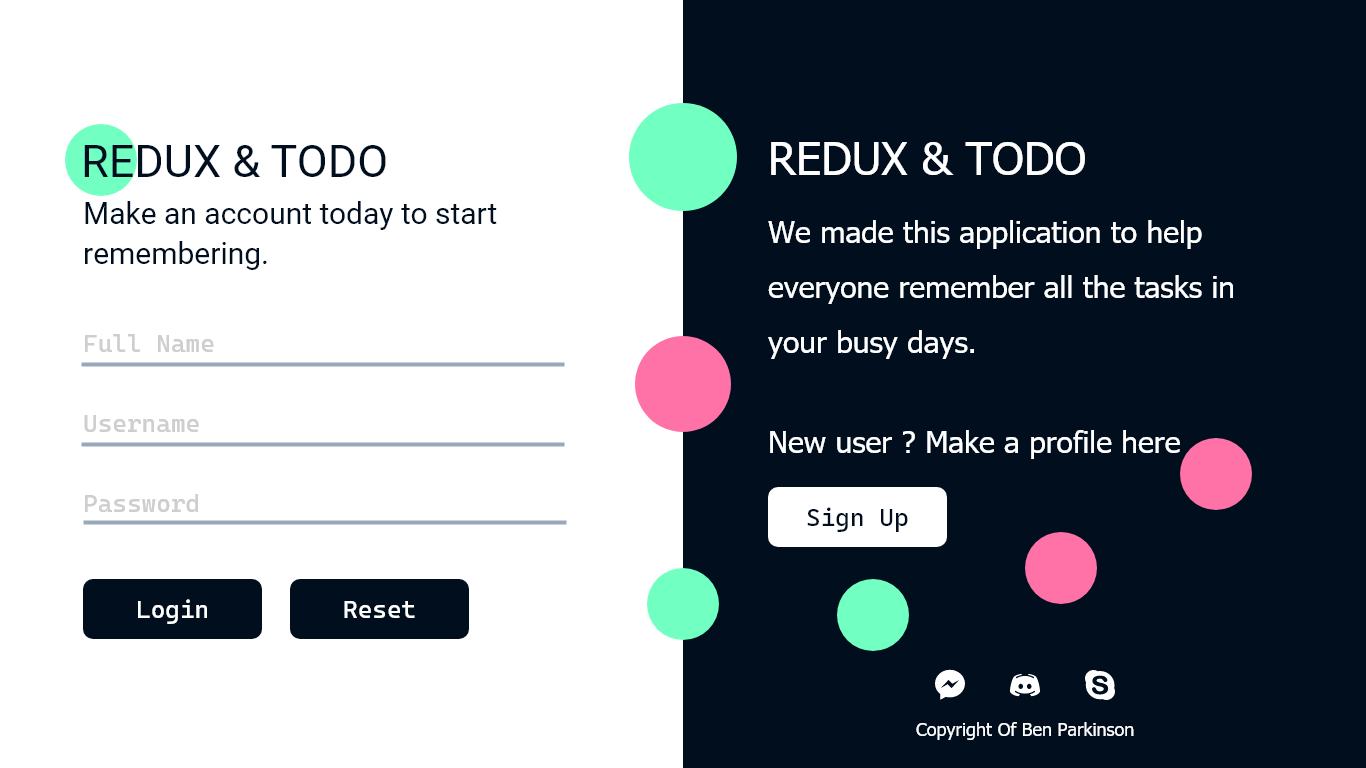 REDUX & TODO
Make an account today to start
remembering.
Full Name
Username
Password
Login
Reset
REDUX & TODO
We made this application to help
everyone remember all the tasks in
your busy days.
New user ? Make a profile here
Sign Up
Copyright Of Ben Parkinson